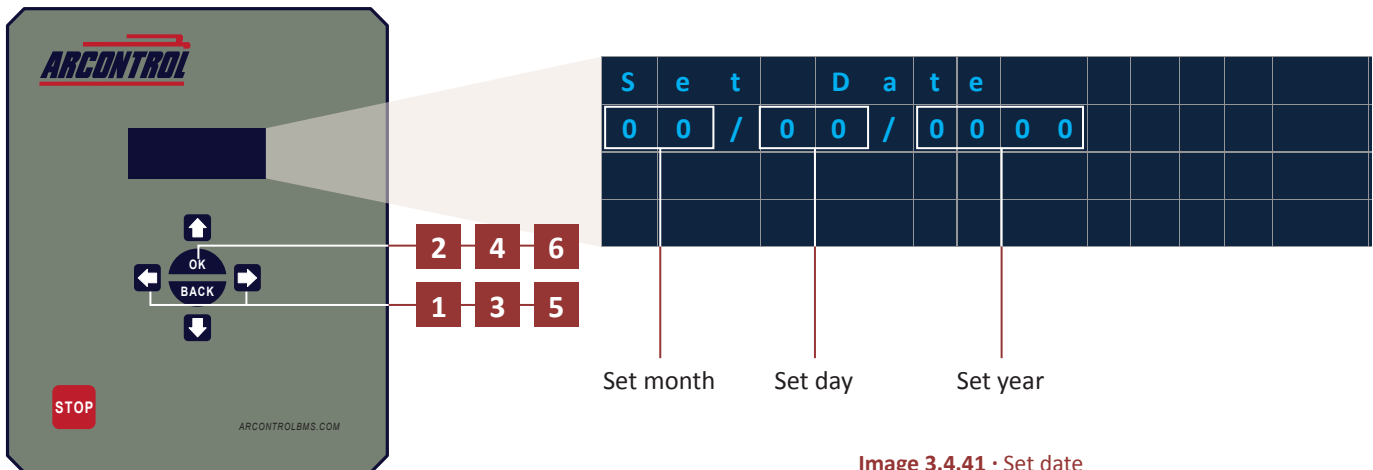 ARCONTROL
Set Date
00/00/0000
OK
BACK
2 4 6
1 3 5
Set month Set day Set year
STOP
ARCONTROLBMS.COM
Image 3.4.41 · Set date